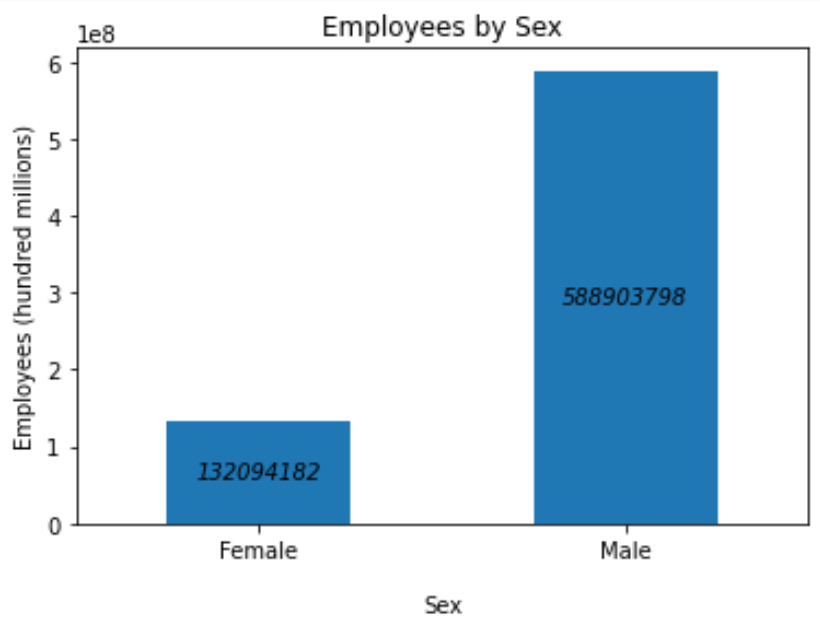 Employees by Sex
1e8
Employees (hundred millions)
6
5
4
3
2
1
0
588903798
132094182
Female
Male
Sex